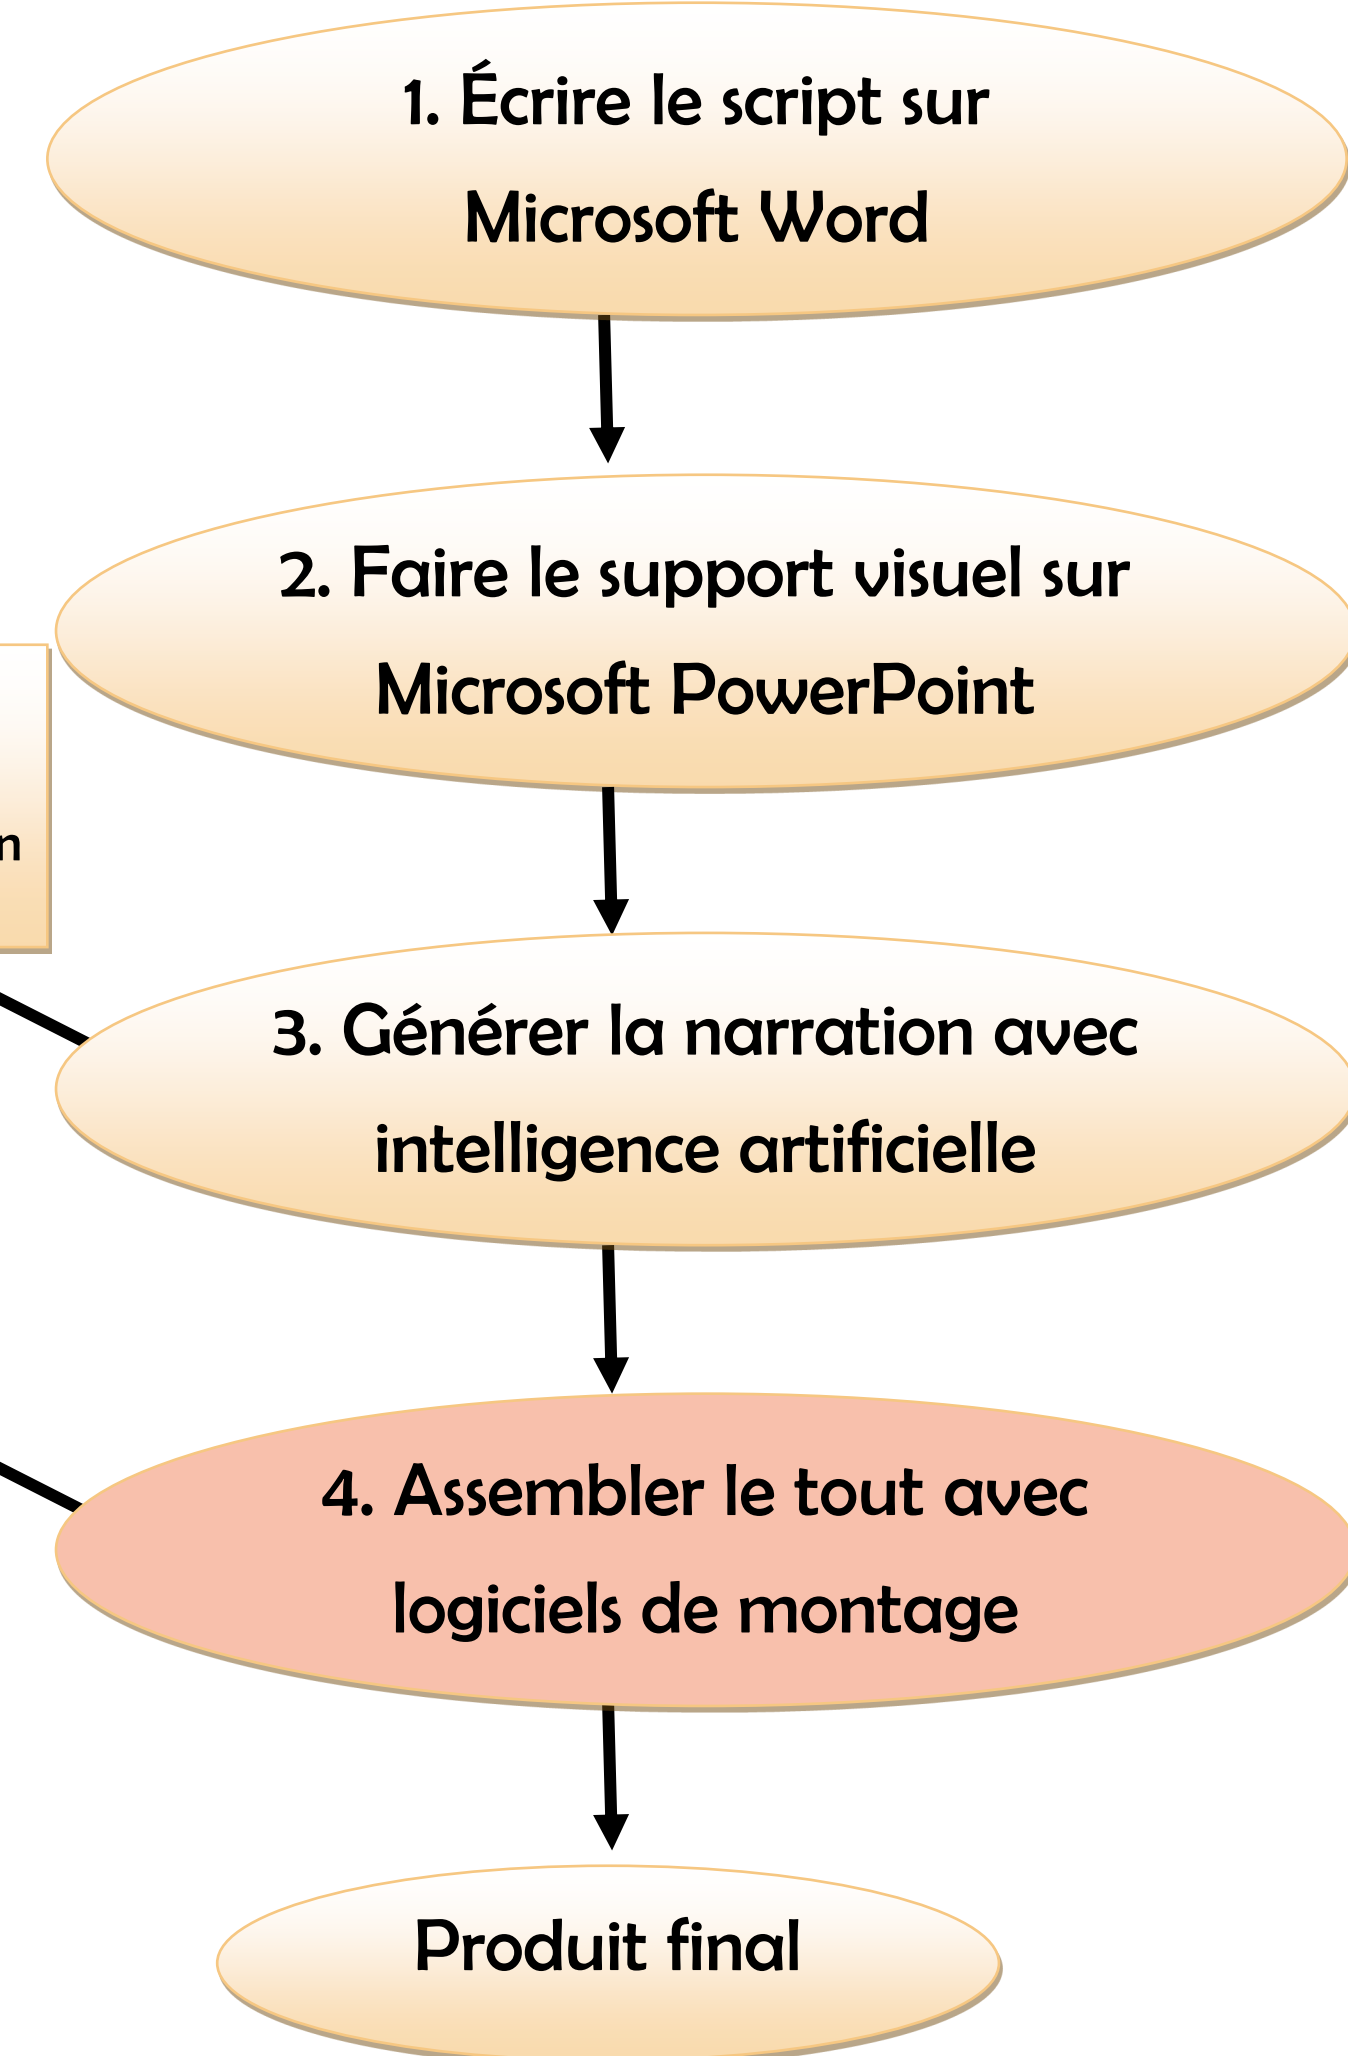 1. Écrire le script sur
Microsoft Word
2. Faire le support visuel sur
Microsoft PowerPoint
3. Générer la narration avec
intelligence artificielle
4. Assembler le tout avec
logiciels de montage
Produit final